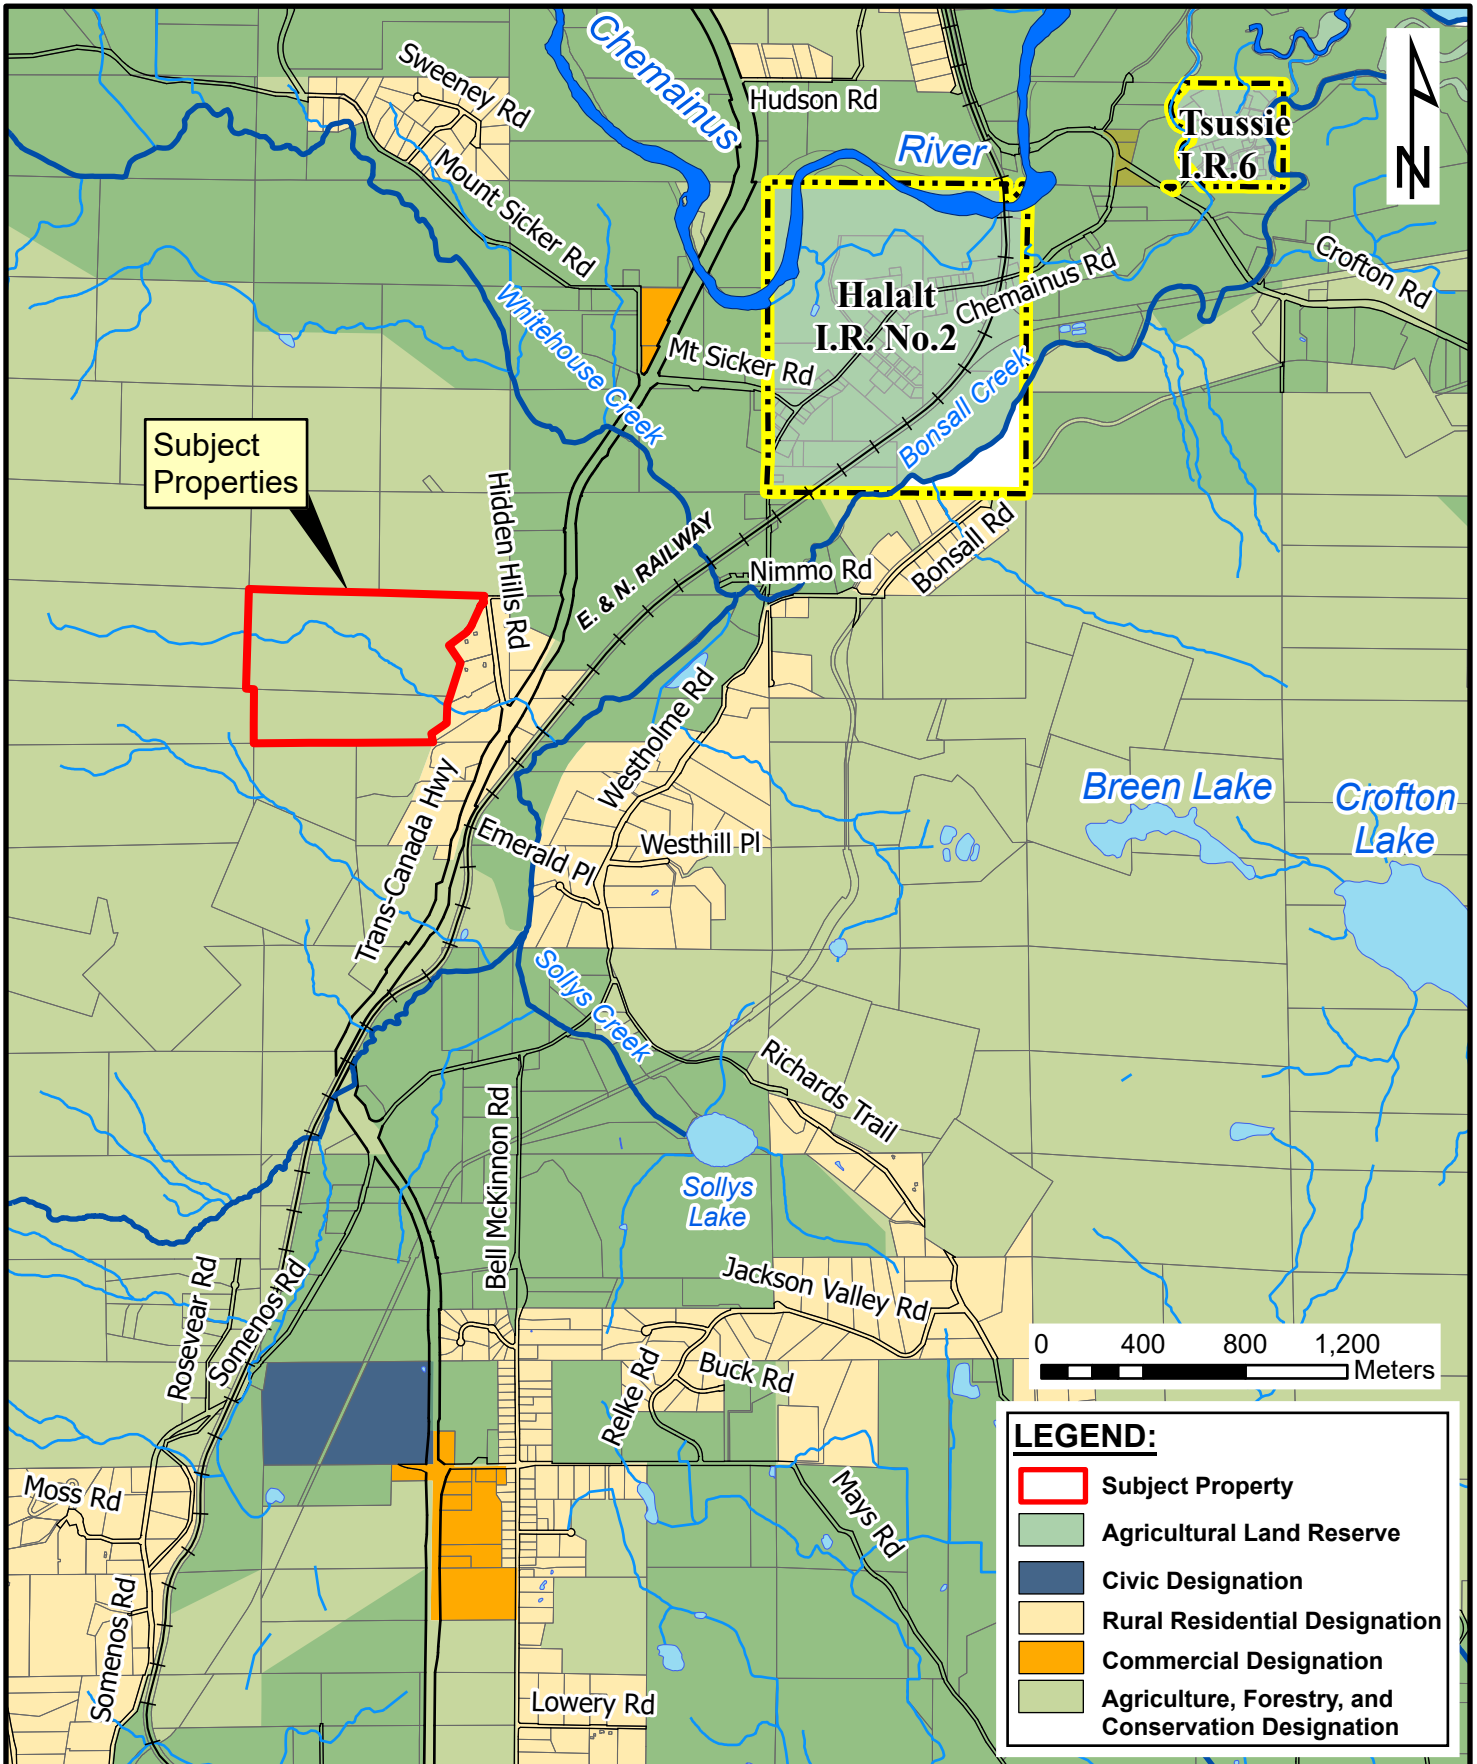 Chemainus
River
Sweeney Rd
Hudson Rd
Tsussie
I.R.6
N
Mount Sicker Rd
Crofton Rd
Chemainus Rd
Halalt
I.R. No.2
Whitehouse Creek
Mt Sicker Rd
Bonsall Creek
Subject
Properties
Hidden Hills Rd
E. & N. RAILWAY
Nimmo Rd
Bonsall Rd
Westholme Rd
Trans-Canada Hwy
Breen Lake
Crofton
Lake
Emerald Pl
Westhill Pl
Sollys Creek
Richards Trail
Bell McKinnon Rd
Sollys
Lake
Rosevear Rd
Somenos Rd
Jackson Valley Rd
Relke Rd
Buck Rd
0 400 800 1,200
Meters
Moss Rd
Mays Rd
Somenos Rd
Lowery Rd
LEGEND:
Subject Property
Agricultural Land Reserve
Civic Designation
Rural Residential Designation
Commercial Designation
Agriculture, Forestry, and
Conservation Designation